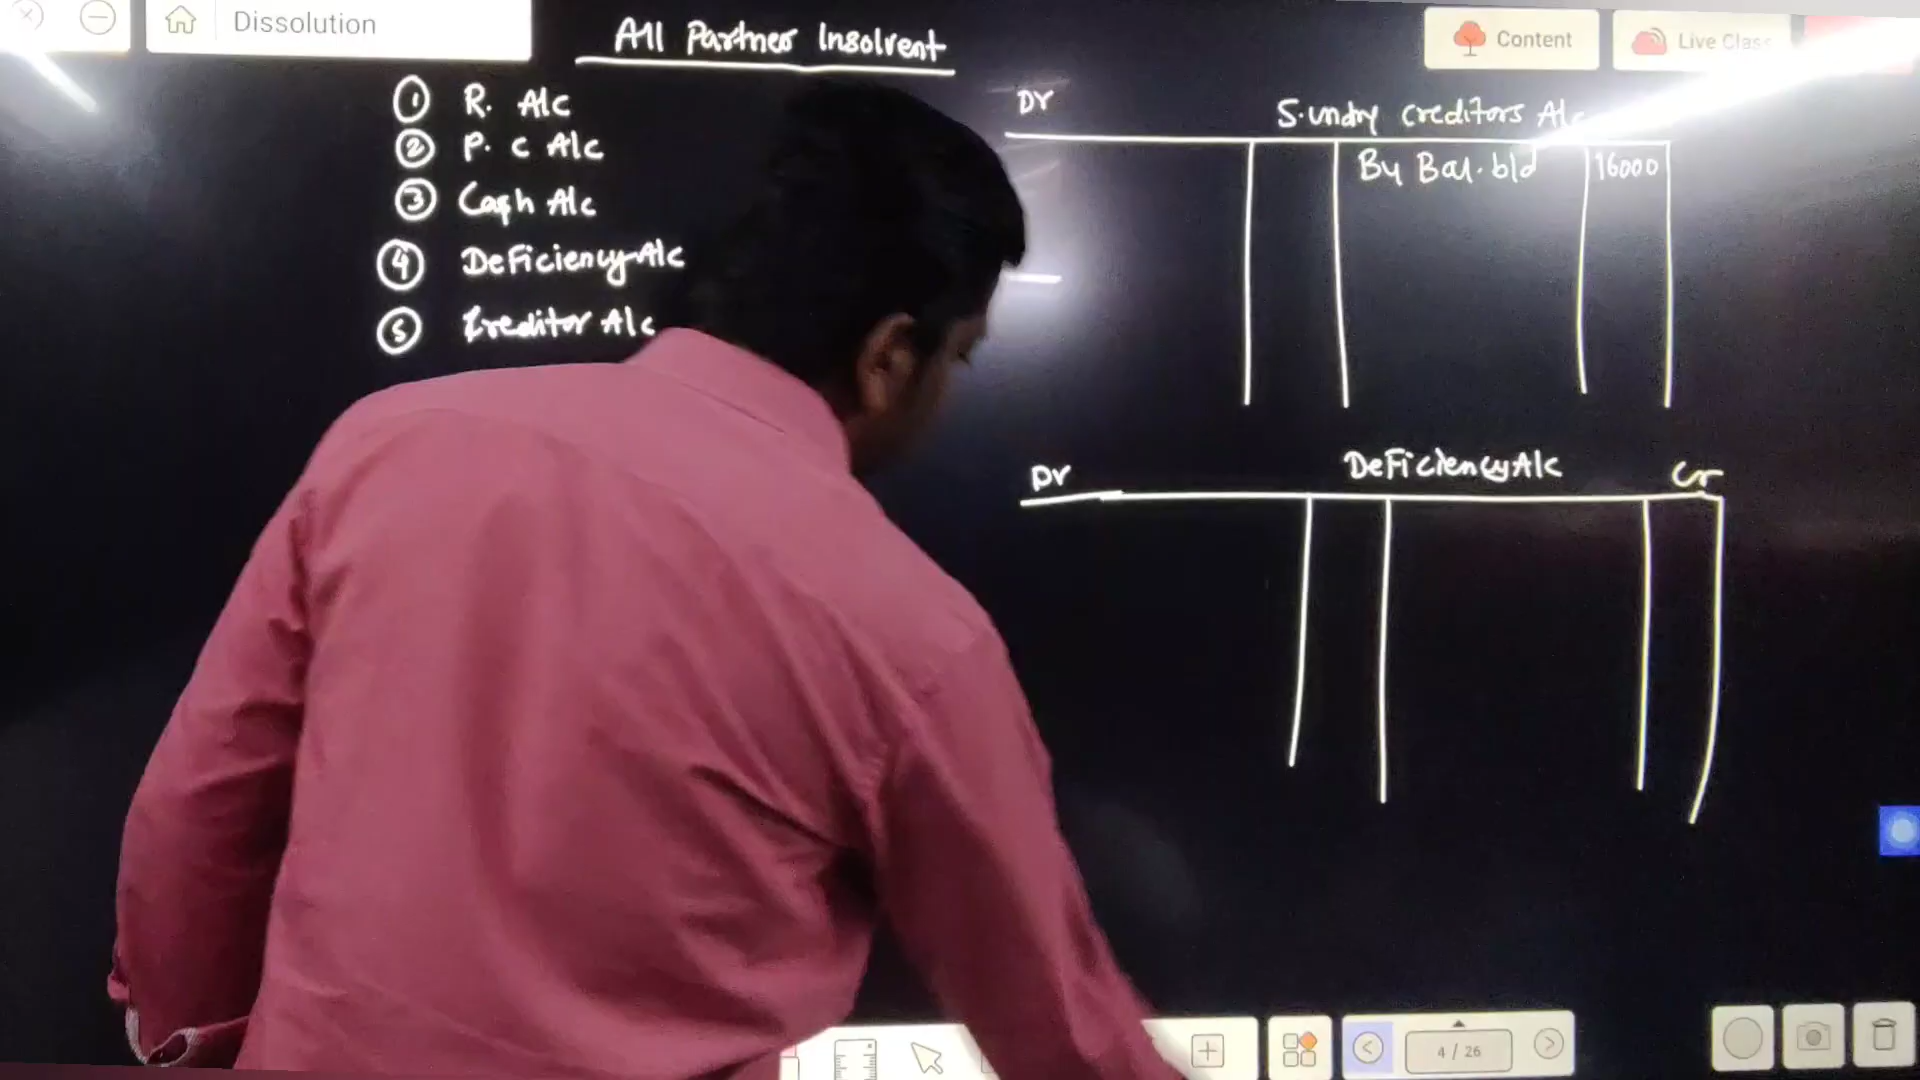 Dissolution
All Partner Insolvent
Content
Live Class
① R. A/c
② P. C A/c
③ Cash A/c
④ Deficiency A/c
⑤ Creditor A/c
Dr
Sundry Creditors A/c
By Bal. b/d
16000
Dr
Deficiency A/c
Cr
4 / 26